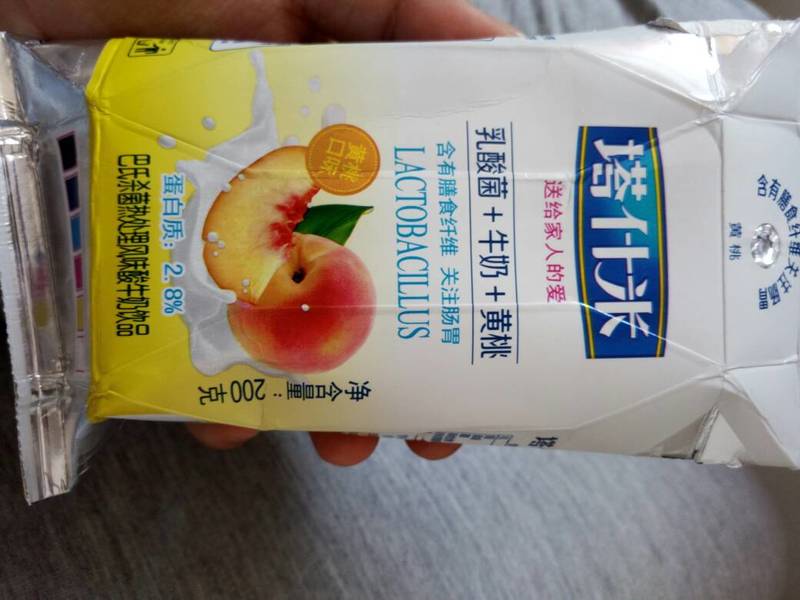 含有膳食纤维关注肠胃
黄桃
塔什米
送给家人的爱
乳酸菌+牛奶+黄桃
含有膳食纤维 关注肠胃
LACTOBACILLUS
黄桃
口味
蛋白质：2.8%
巴氏杀菌热处理风味酸牛奶饮品
净含量：200克
塔